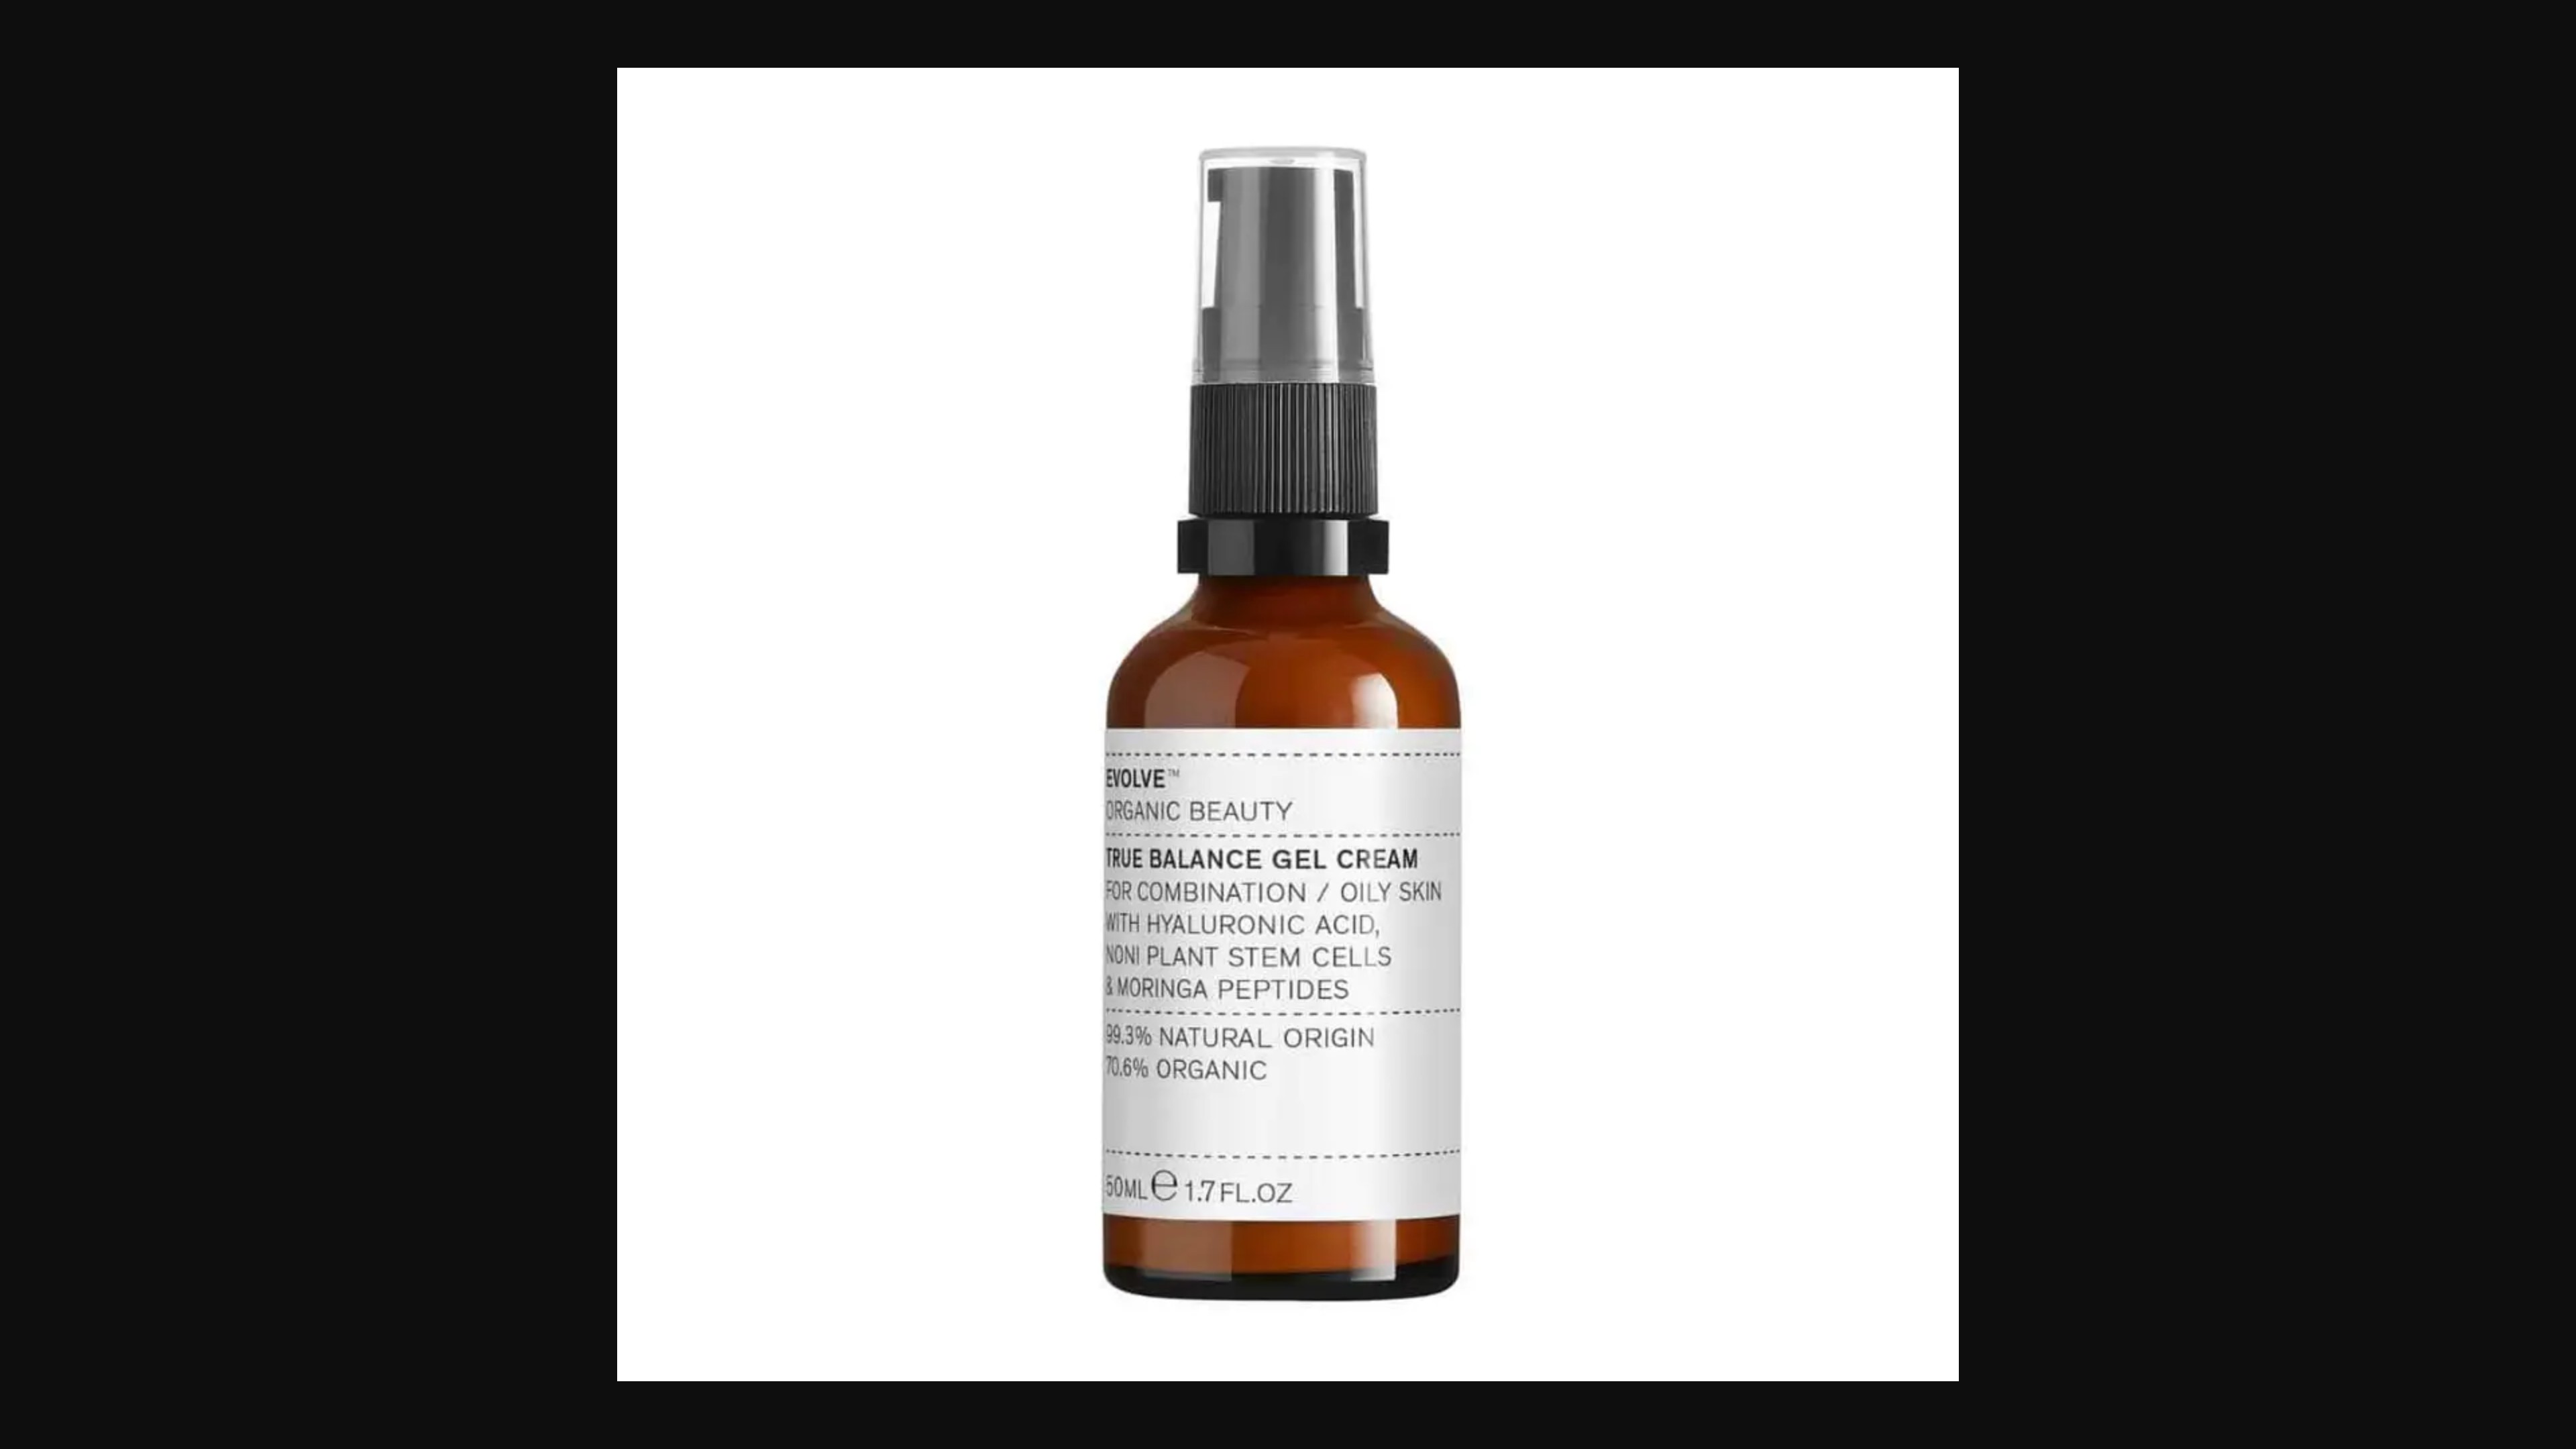 EVOLVE™
ORGANIC BEAUTY
TRUE BALANCE GEL CREAM
FOR COMBINATION / OILY SKIN
WITH HYALURONIC ACID,
NONI PLANT STEM CELLS
& MORINGA PEPTIDES
99.3% NATURAL ORIGIN
70.6% ORGANIC
50ML℮ 1.7 FL.OZ